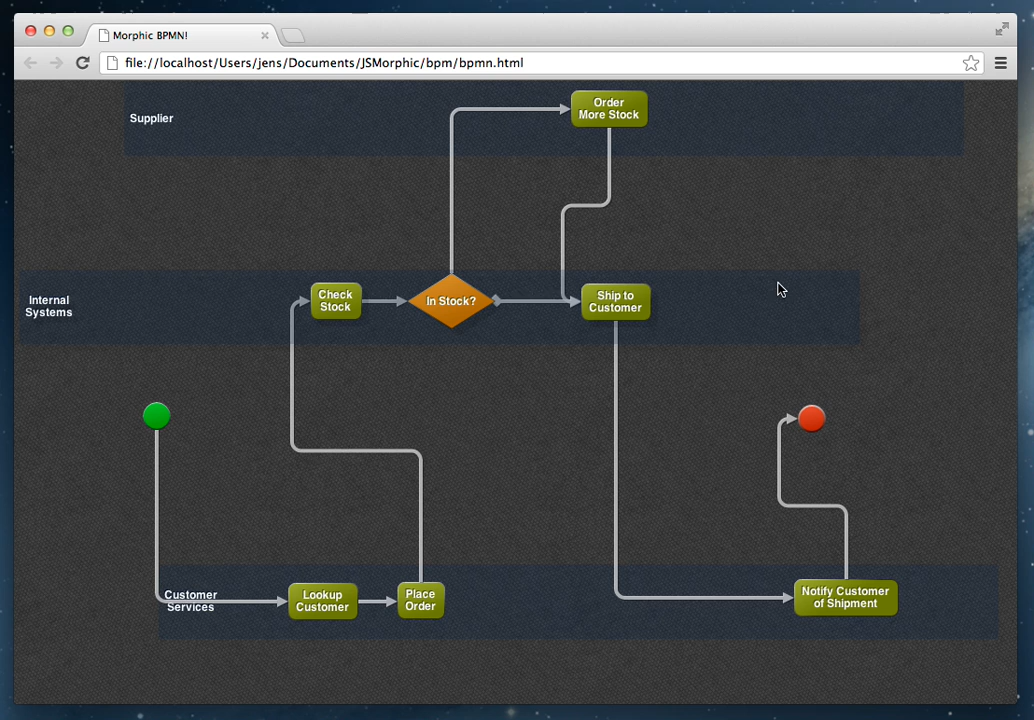 Morphic BPMN!
file://localhost/Users/jens/Documents/JSMorphic/bpm/bpmn.html
Supplier
Order
More Stock
Internal
Systems
Check
Stock
In Stock?
Ship to
Customer
Customer
Services
Lookup
Customer
Place
Order
Notify Customer
of Shipment